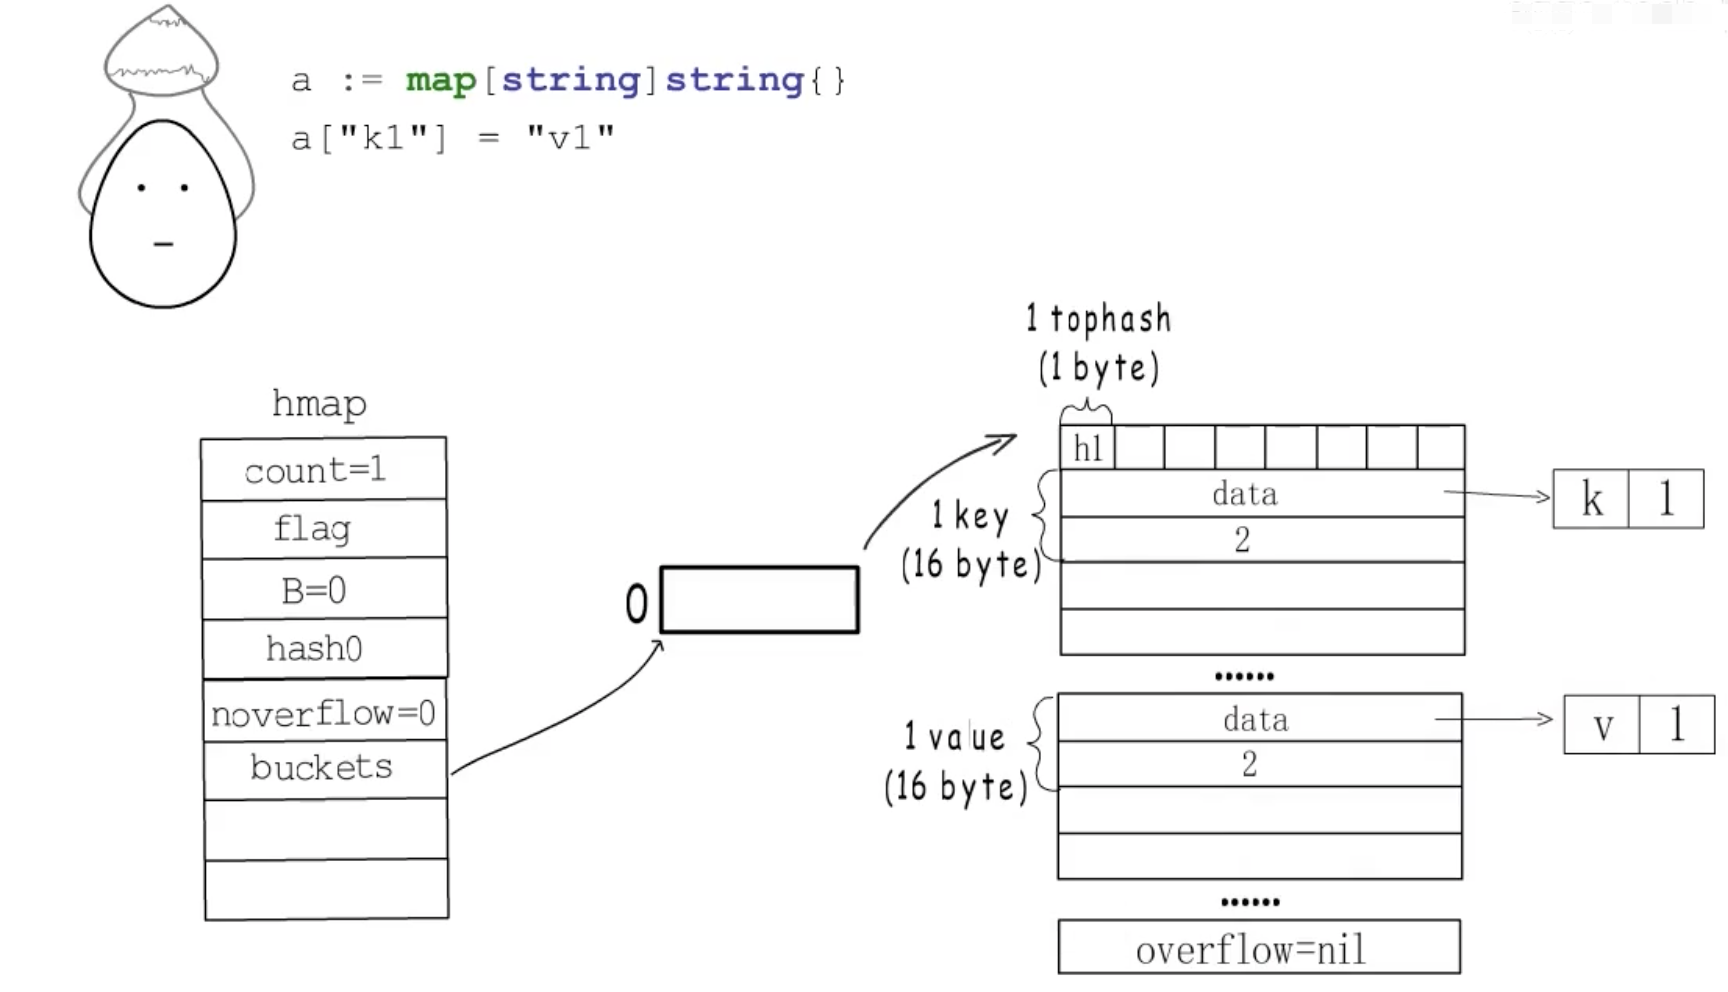 a := map[string]string{}
a["k1"] = "v1"
1 tophash
(1 byte)
hmap
count=1
flag
B=0
hash0
noverflow=0
buckets
0
h1
data
2
1 key
(16 byte)
k 1
......
1 value
(16 byte)
data
2
v 1
......
overflow=nil